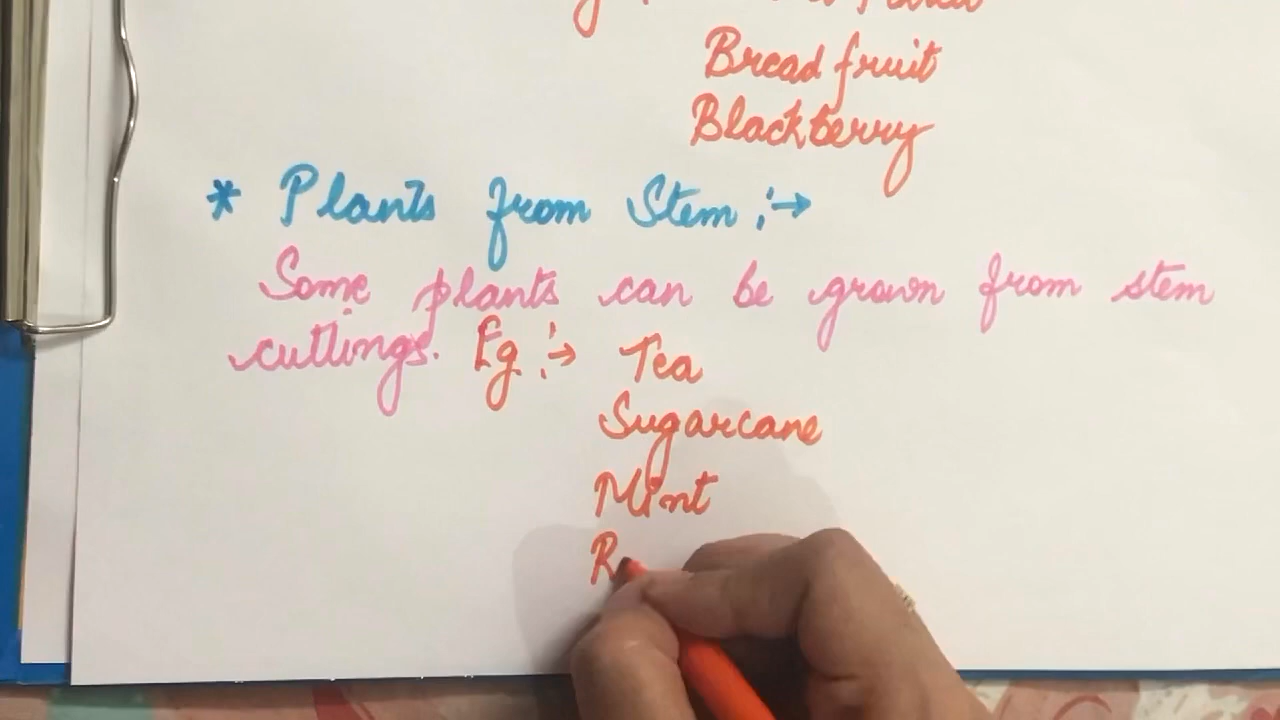 Bread fruit
Blackberry
* Plants from Stem :→
Some plants can be grown from stem
cuttings. Eg :→ Tea
Sugarcane
Mint
R